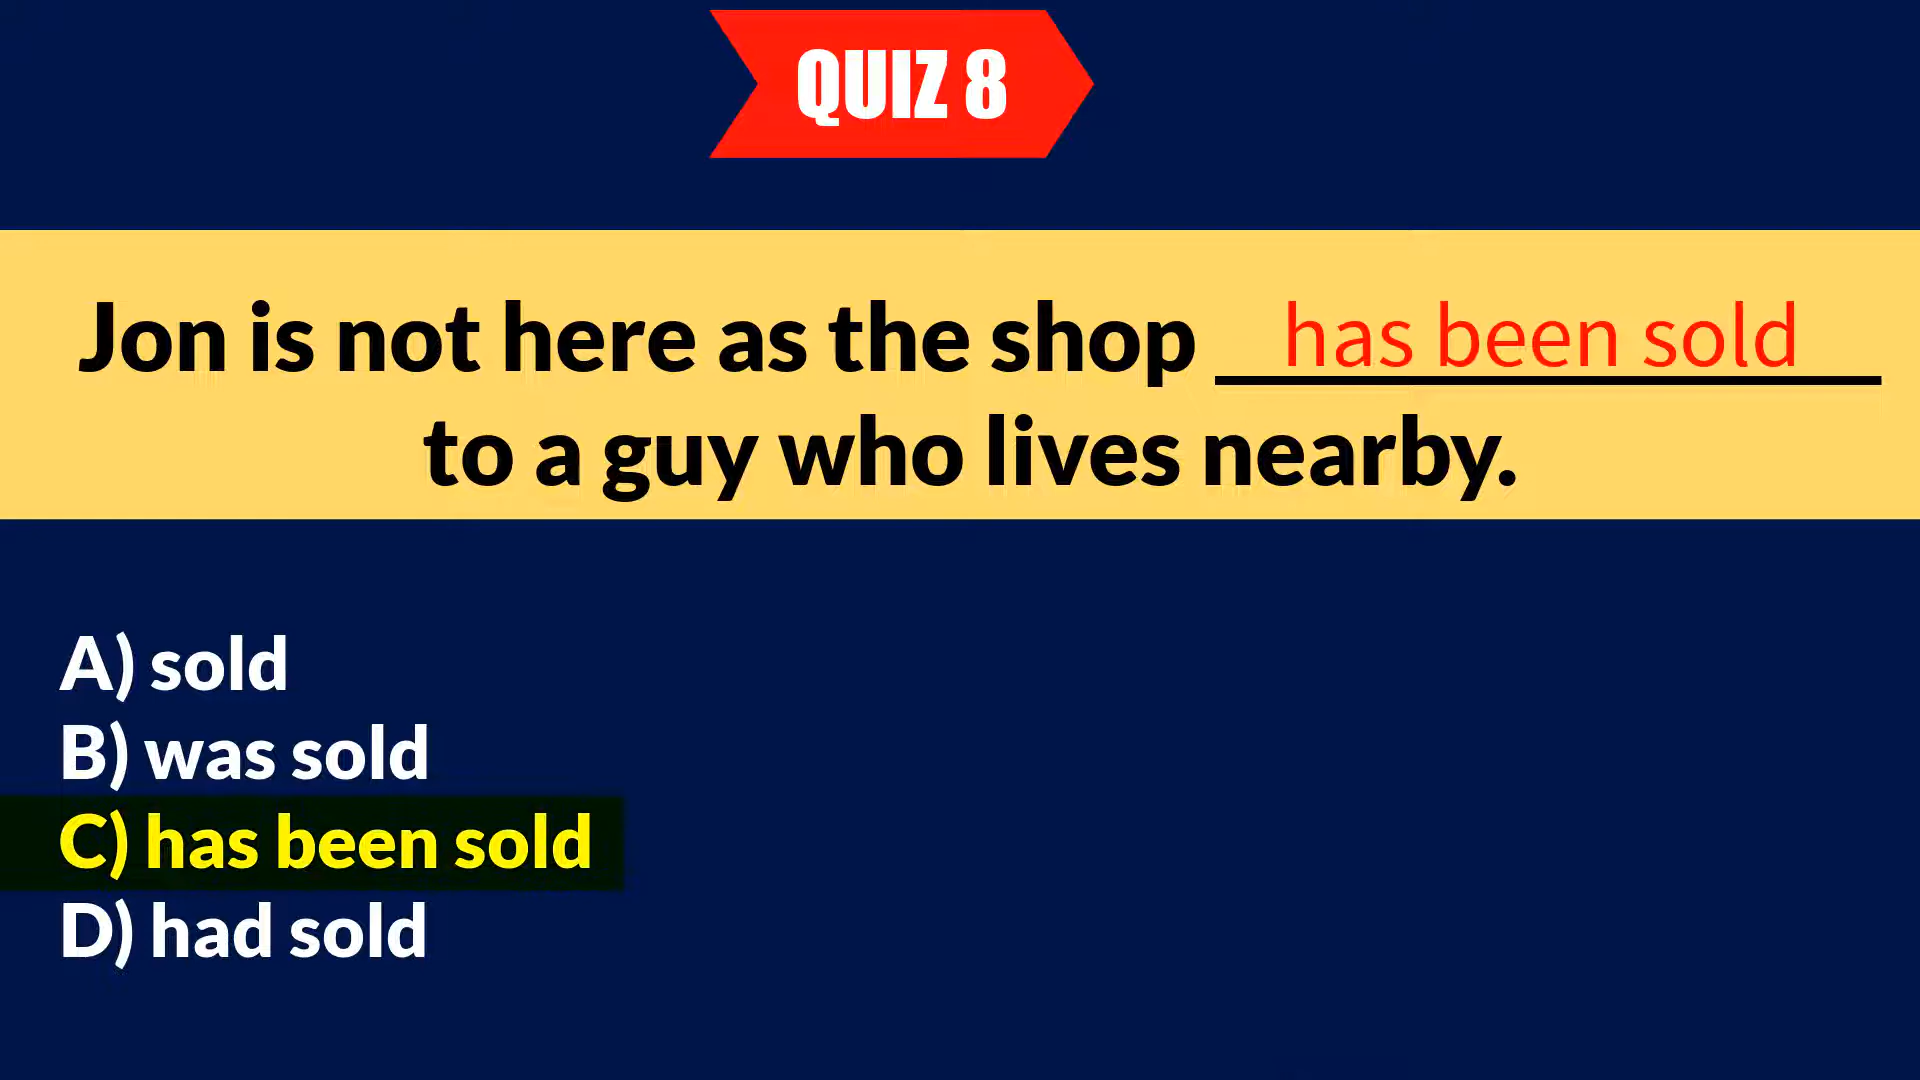 QUIZ 8
Jon is not here as the shop has been sold
to a guy who lives nearby.
A) sold
B) was sold
C) has been sold
D) had sold